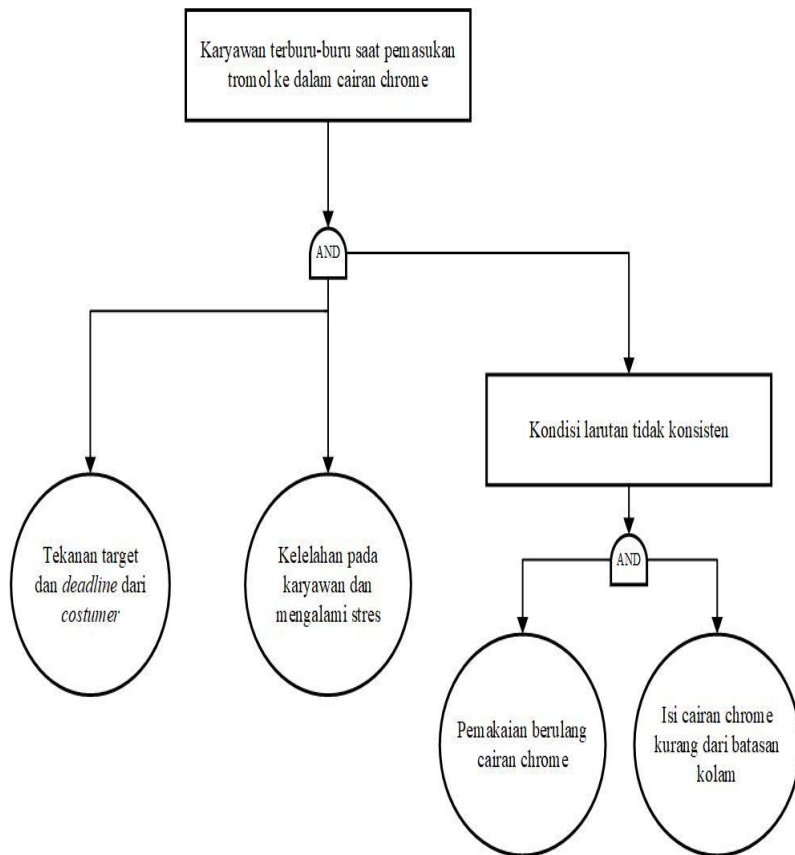 Karyawan terburu-buru saat pemasukan
tromol ke dalam cairan chrome
AND
Kondisi larutan tidak konsisten
Tekanan target
dan deadline dari
costumer
Kelelahan pada
karyawan dan
mengalami stres
AND
Pemakaian berulang
cairan chrome
Isi cairan chrome
kurang dari batasan
kolam